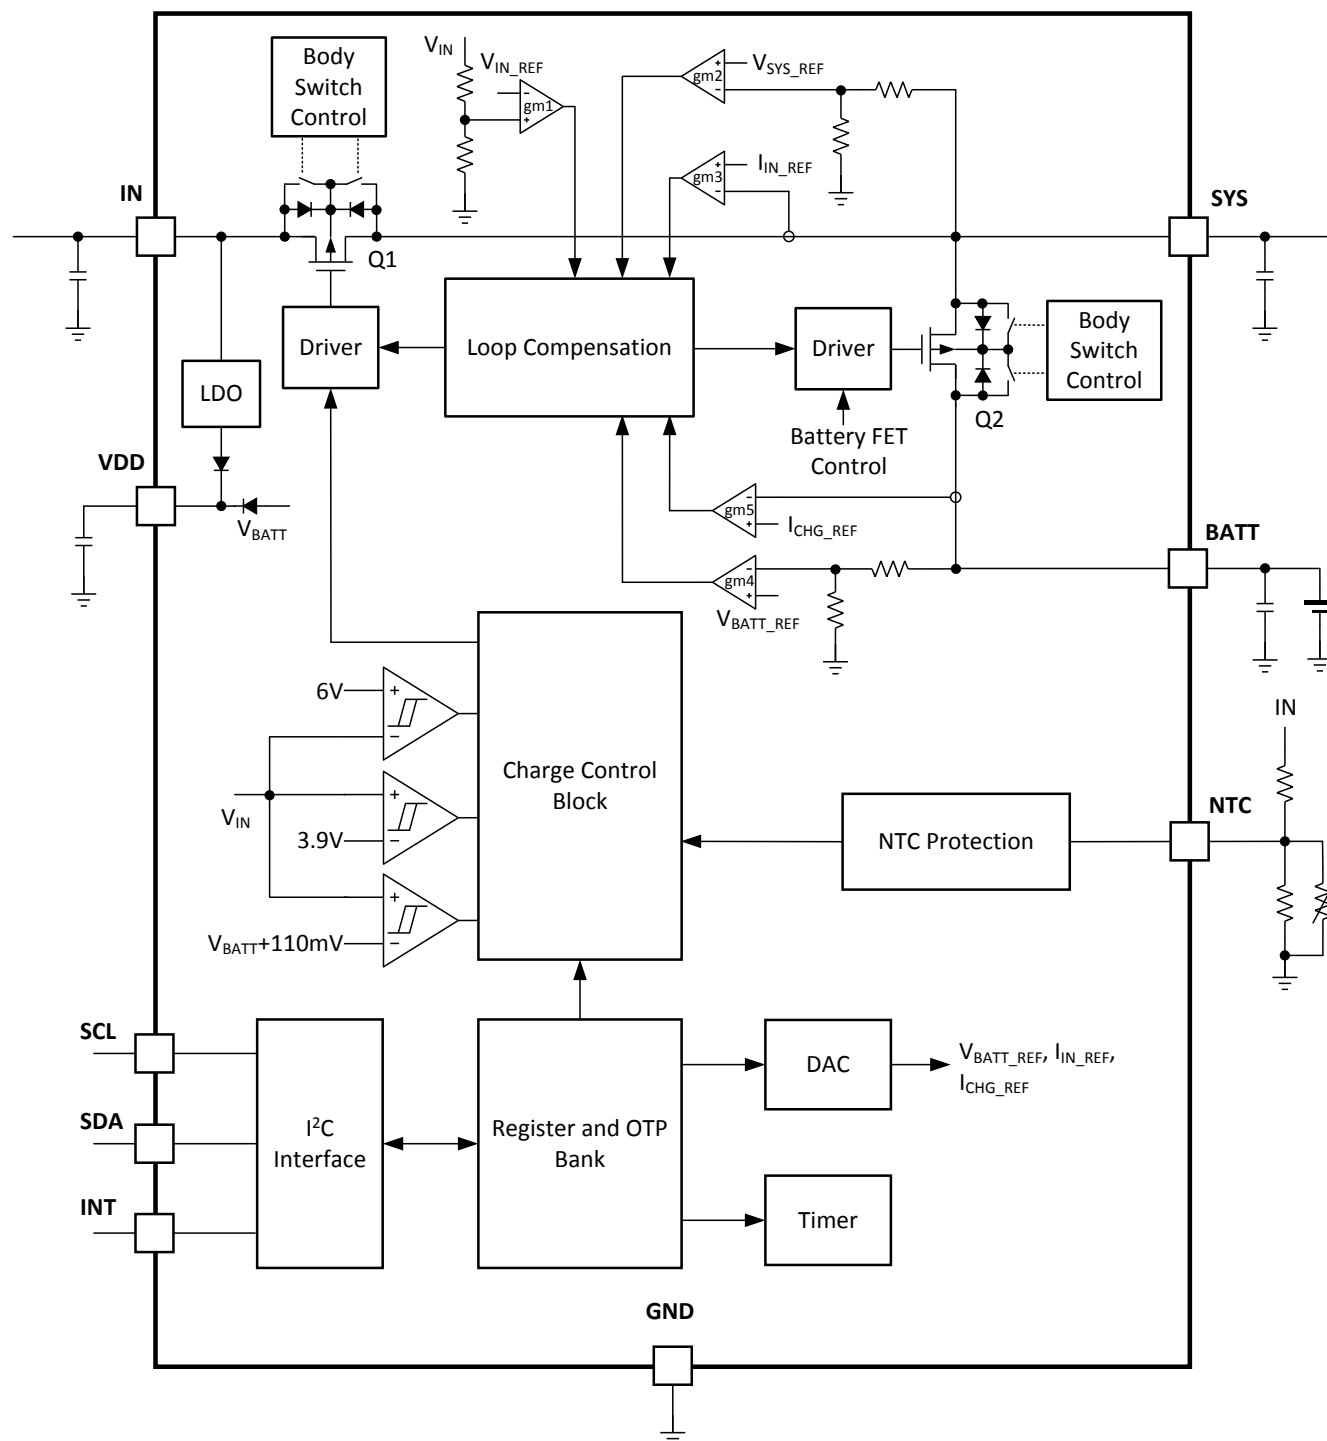 Body
Switch
Control
V_IN
V_IN_REF
- gm1 +
+ gm2 -
V_SYS_REF
+ gm3 -
I_IN_REF
IN
SYS
Q1
Driver
Loop Compensation
Driver
Body
Switch
Control
LDO
Q2
Battery FET
Control
VDD
V_BATT
- gm5 +
I_CHG_REF
BATT
- gm4 +
V_BATT_REF
6V
+
-
IN
Charge Control
Block
V_IN
+
-
3.9V
NTC Protection
NTC
+
-
V_BATT+110mV
SCL
SDA
INT
I²C
Interface
Register and OTP
Bank
DAC
V_BATT_REF, I_IN_REF,
I_CHG_REF
Timer
GND